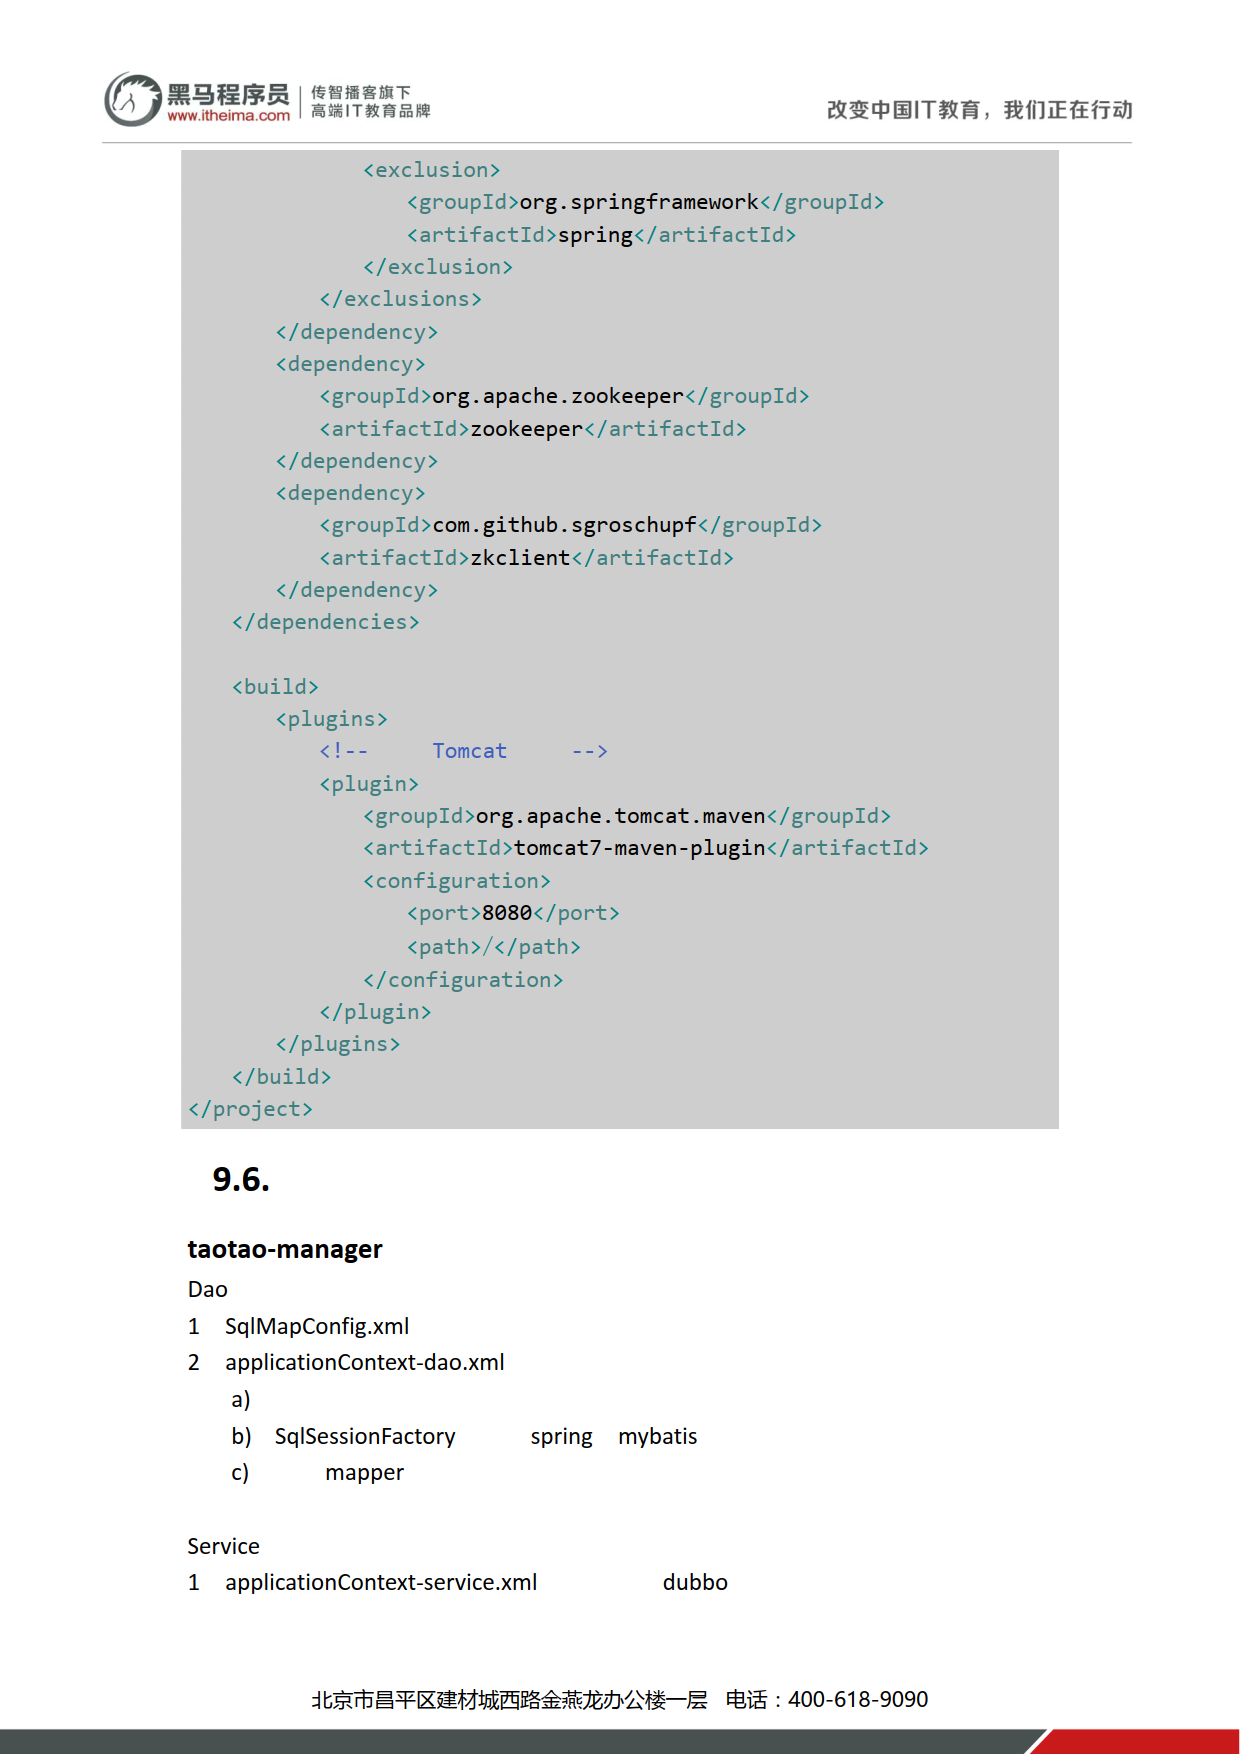 黑马程序员
www.itheima.com
传智播客旗下
高端IT教育品牌
改变中国IT教育，我们正在行动
<exclusion>
<groupId>org.springframework</groupId>
<artifactId>spring</artifactId>
</exclusion>
</exclusions>
</dependency>
<dependency>
<groupId>org.apache.zookeeper</groupId>
<artifactId>zookeeper</artifactId>
</dependency>
<dependency>
<groupId>com.github.sgroschupf</groupId>
<artifactId>zkclient</artifactId>
</dependency>
</dependencies>
<build>
<plugins>
<!-- Tomcat -->
<plugin>
<groupId>org.apache.tomcat.maven</groupId>
<artifactId>tomcat7-maven-plugin</artifactId>
<configuration>
<port>8080</port>
<path>/</path>
</configuration>
</plugin>
</plugins>
</build>
</project>
9.6.
taotao-manager
Dao
1 SqlMapConfig.xml
2 applicationContext-dao.xml
a)
b) SqlSessionFactory spring mybatis
c) mapper
Service
1 applicationContext-service.xml dubbo
北京市昌平区建材城西路金燕龙办公楼一层 电话：400-618-9090